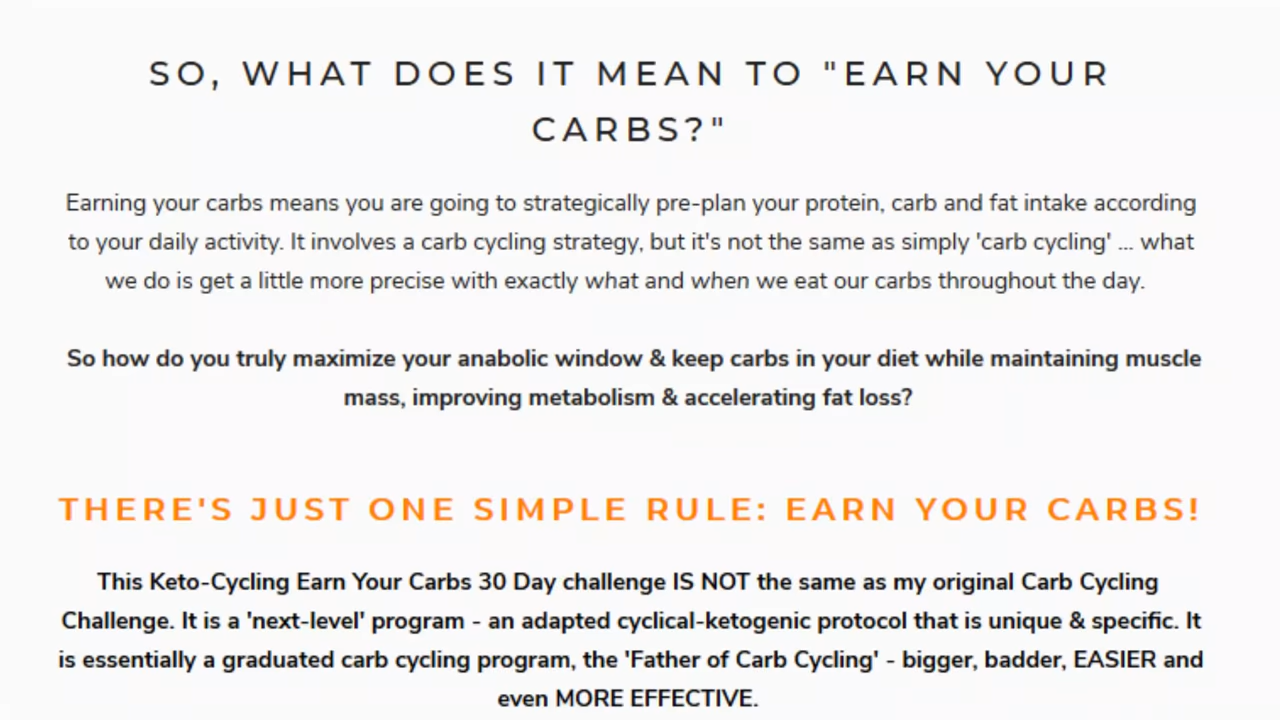 SO, WHAT DOES IT MEAN TO "EARN YOUR
CARBS?"
Earning your carbs means you are going to strategically pre-plan your protein, carb and fat intake according
to your daily activity. It involves a carb cycling strategy, but it's not the same as simply 'carb cycling' ... what
we do is get a little more precise with exactly what and when we eat our carbs throughout the day.
So how do you truly maximize your anabolic window & keep carbs in your diet while maintaining muscle
mass, improving metabolism & accelerating fat loss?
THERE'S JUST ONE SIMPLE RULE: EARN YOUR CARBS!
This Keto-Cycling Earn Your Carbs 30 Day challenge IS NOT the same as my original Carb Cycling
Challenge. It is a 'next-level' program - an adapted cyclical-ketogenic protocol that is unique & specific. It
is essentially a graduated carb cycling program, the 'Father of Carb Cycling' - bigger, badder, EASIER and
even MORE EFFECTIVE.